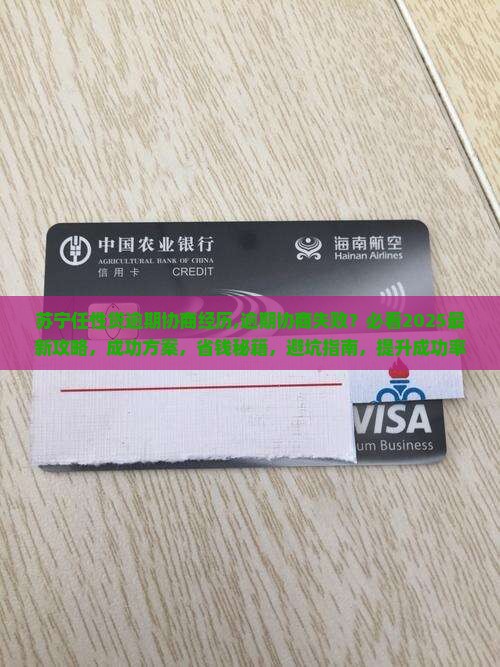 中国农业银行
AGRICULTURAL BANK OF CHINA
信用卡 CREDIT
海南航空
Hainan Airlines
苏宁任性贷逾期协商经历,逾期协商失败？必看2025最
新攻略，成功方案，省钱秘籍，避坑指南，提升成功率
VISA
um Business